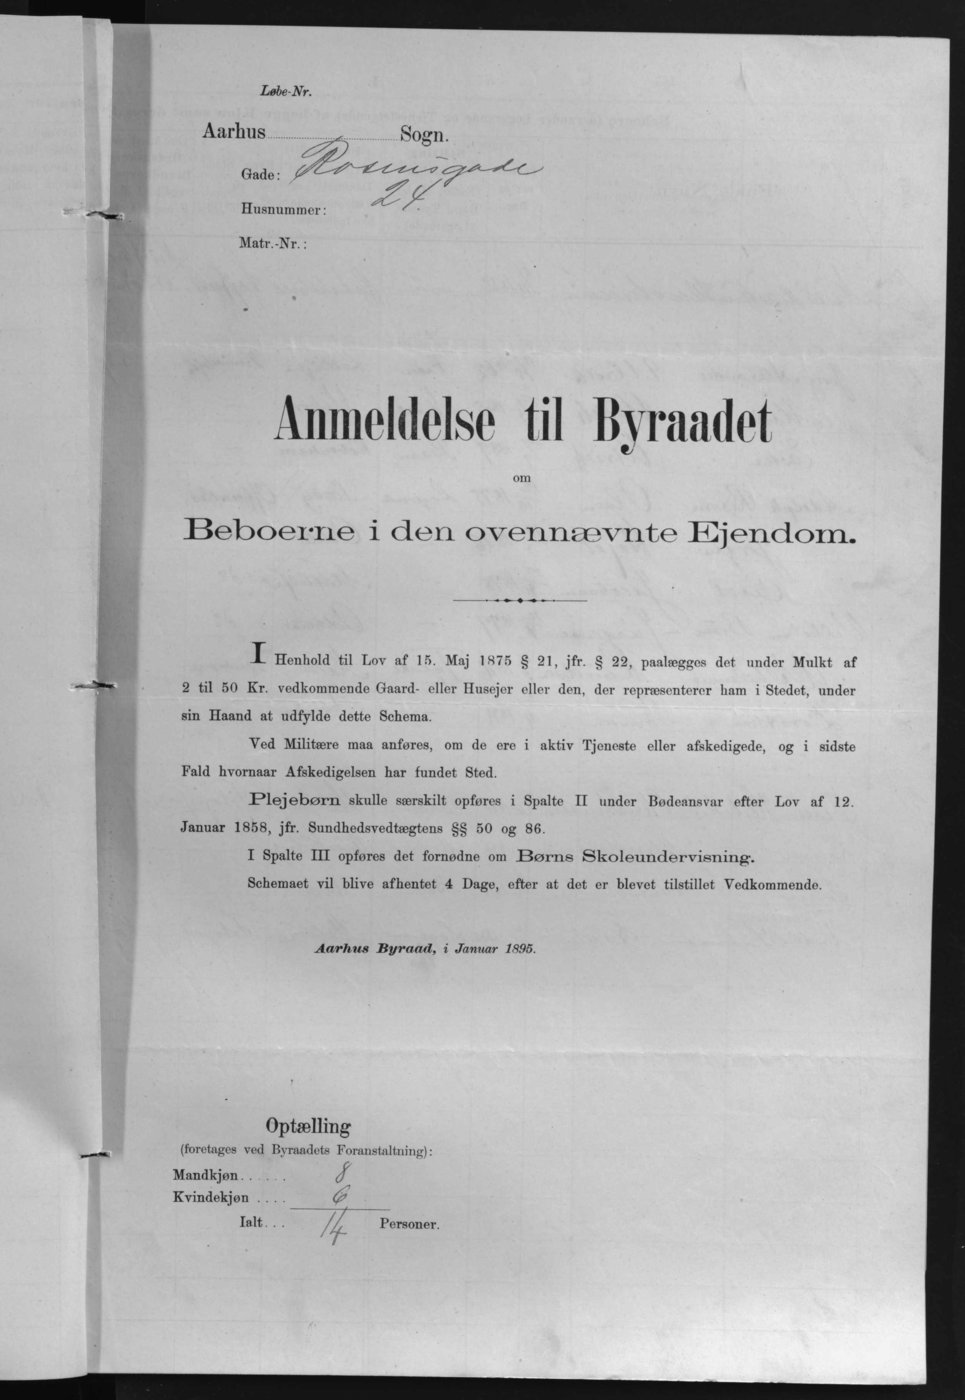 Løbe-Nr.
Aarhus Sogn.
Gade: Rosensgade
Husnummer: 24.
Matr.-Nr.:
Anmeldelse til Byraadet
om
Beboerne i den ovennævnte Ejendom.
I Henhold til Lov af 15. Maj 1875 § 21, jfr. § 22, paalægges det under Mulkt af
2 til 50 Kr. vedkommende Gaard- eller Husejer eller den, der repræsenterer ham i Stedet, under
sin Haand at udfylde dette Schema.
Ved Militære maa anføres, om de ere i aktiv Tjeneste eller afskedigede, og i sidste
Fald hvornaar Afskedigelsen har fundet Sted.
Plejebørn skulle særskilt opføres i Spalte II under Bødeansvar efter Lov af 12.
Januar 1858, jfr. Sundhedsvedtægtens §§ 50 og 86.
I Spalte III opføres det fornødne om Børns Skoleundervisning.
Schemaet vil blive afhentet 4 Dage, efter at det er blevet tilstillet Vedkommende.
Aarhus Byraad, i Januar 1895.
Optælling
(foretages ved Byraadets Foranstaltning):
Mandkjøn...... 8
Kvindekjøn .... 6
Ialt... 14 Personer.